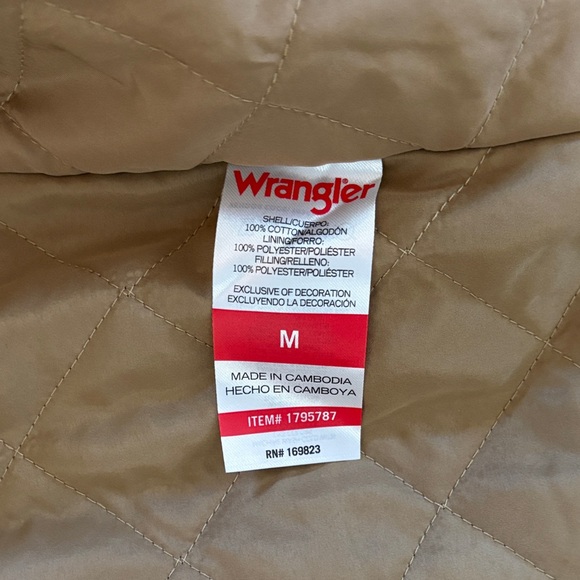 Wrangler
SHELL/CUERPO:
100% COTTON/ALGODÓN
LINING/FORRO:
100% POLYESTER/POLIÉSTER
FILLING/RELLENO:
100% POLYESTER/POLIÉSTER
EXCLUSIVE OF DECORATION
EXCLUYENDO LA DECORACIÓN
M
MADE IN CAMBODIA
HECHO EN CAMBOYA
ITEM# 1795787
RN# 169823